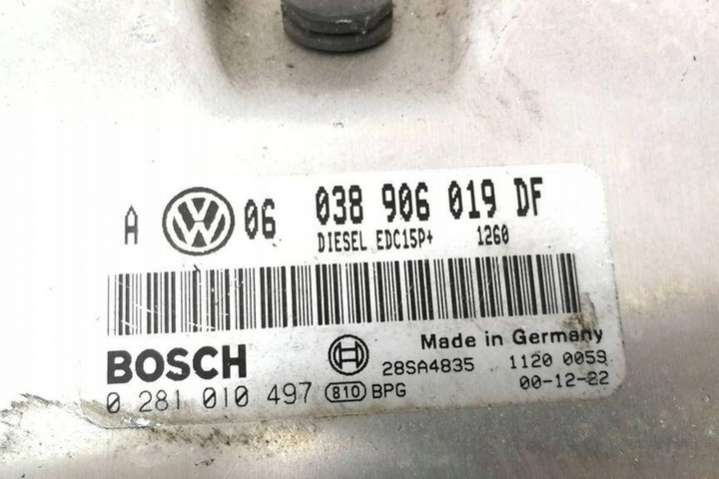 A VW 06 038 906 019 DF
DIESEL EDC15P+ 1260
Made in Germany
BOSCH 28SA4835 1120 0059
0 281 010 497 810 BPG 00-12-22